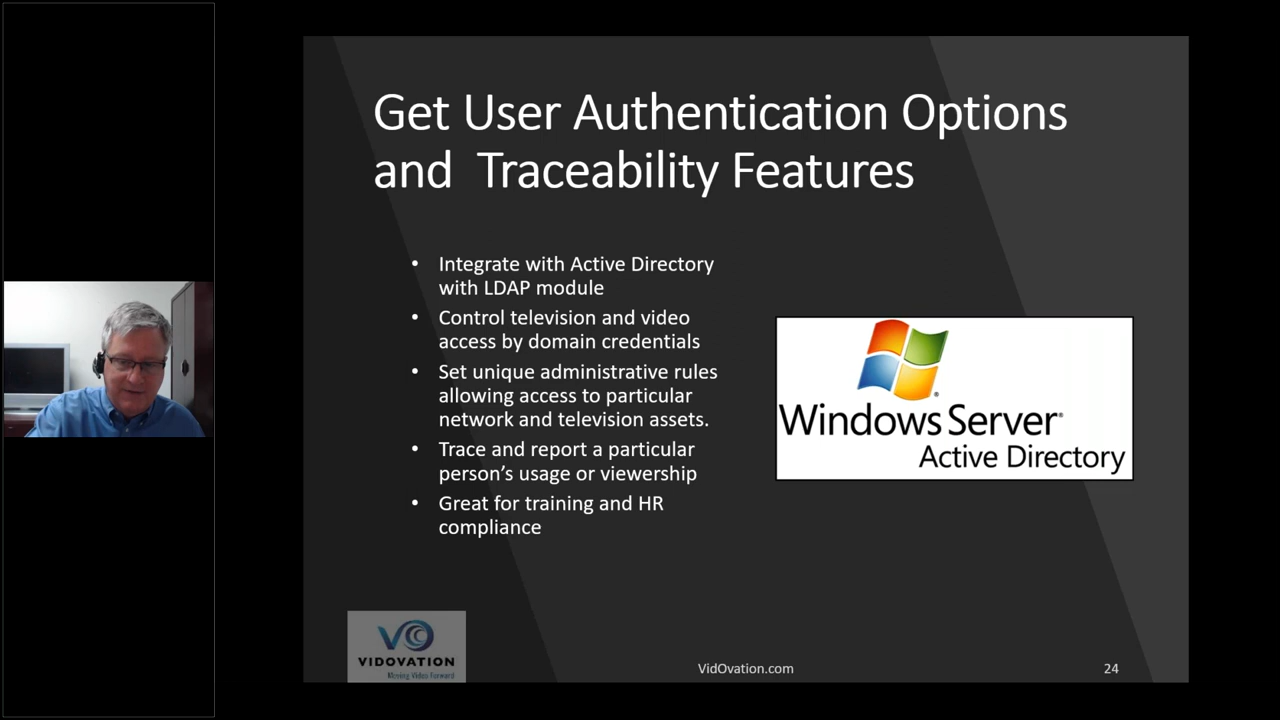 Get User Authentication Options
and  Traceability Features
• Integrate with Active Directory
with LDAP module
• Control television and video
access by domain credentials
• Set unique administrative rules
allowing access to particular
network and television assets.
• Trace and report a particular
person’s usage or viewership
• Great for training and HR
compliance
Windows Server
Active Directory
VIDOVATION
Moving Video Forward
VidOvation.com
24